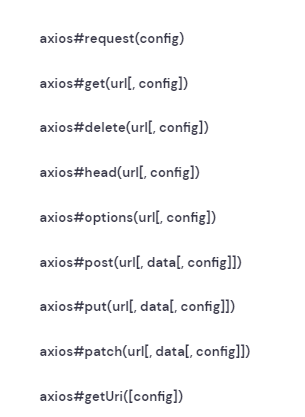 axios#request(config)
axios#get(url[, config])
axios#delete(url[, config])
axios#head(url[, config])
axios#options(url[, config])
axios#post(url[, data[, config]])
axios#put(url[, data[, config]])
axios#patch(url[, data[, config]])
axios#getUri([config])